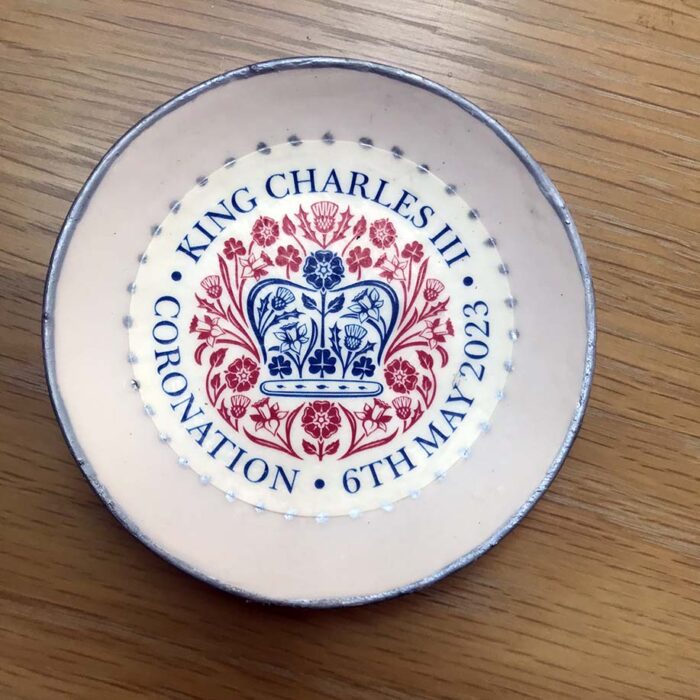 KING CHARLES III
CORONATION • 6TH MAY 2023